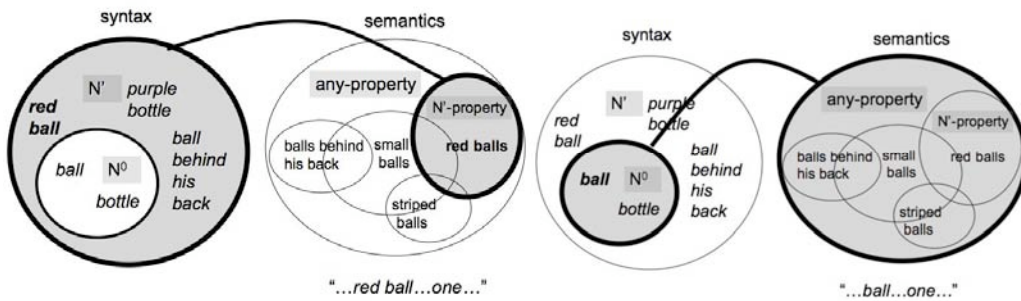 syntax
semantics
N'
purple
bottle
red
ball
ball
N⁰
bottle
ball
behind
his
back
any-property
N'-property
red balls
balls behind
his back
small
balls
striped
balls
"…red ball…one…"
syntax
semantics
N'
purple
bottle
red
ball
ball
N⁰
bottle
ball
behind
his
back
any-property
N'-property
balls behind
his back
small
balls
red balls
striped
balls
"…ball…one…"